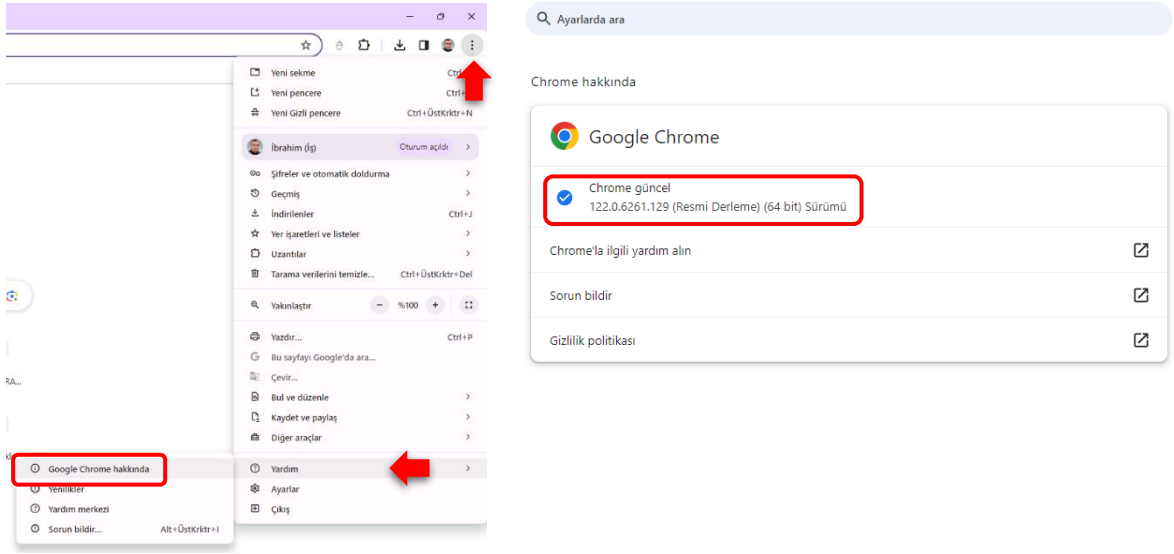 Yeni sekme
Yeni pencere
Yeni Gizli pencere Ctrl+ÜstKrktr+N
İbrahim (İş) Oturum açıldı
Şifreler ve otomatik doldurma
Geçmiş
İndirilenler Ctrl+J
Yer işaretleri ve listeler
Uzantılar
Tarama verilerini temizle... Ctrl+ÜstKrktr+Del
Yakınlaştır − %100 +
Yazdır... Ctrl+P
Bu sayfayı Google'da ara...
Çevir...
Bul ve düzenle
Kaydet ve paylaş
Diğer araçlar
Yardım
Ayarlar
Çıkış
Google Chrome hakkında
Yenilikler
Yardım merkezi
Sorun bildir... Alt+ÜstKrktr+I
Ayarlarda ara
Chrome hakkında
Google Chrome
Chrome güncel
122.0.6261.129 (Resmi Derleme) (64 bit) Sürümü
Chrome'la ilgili yardım alın
Sorun bildir
Gizlilik politikası